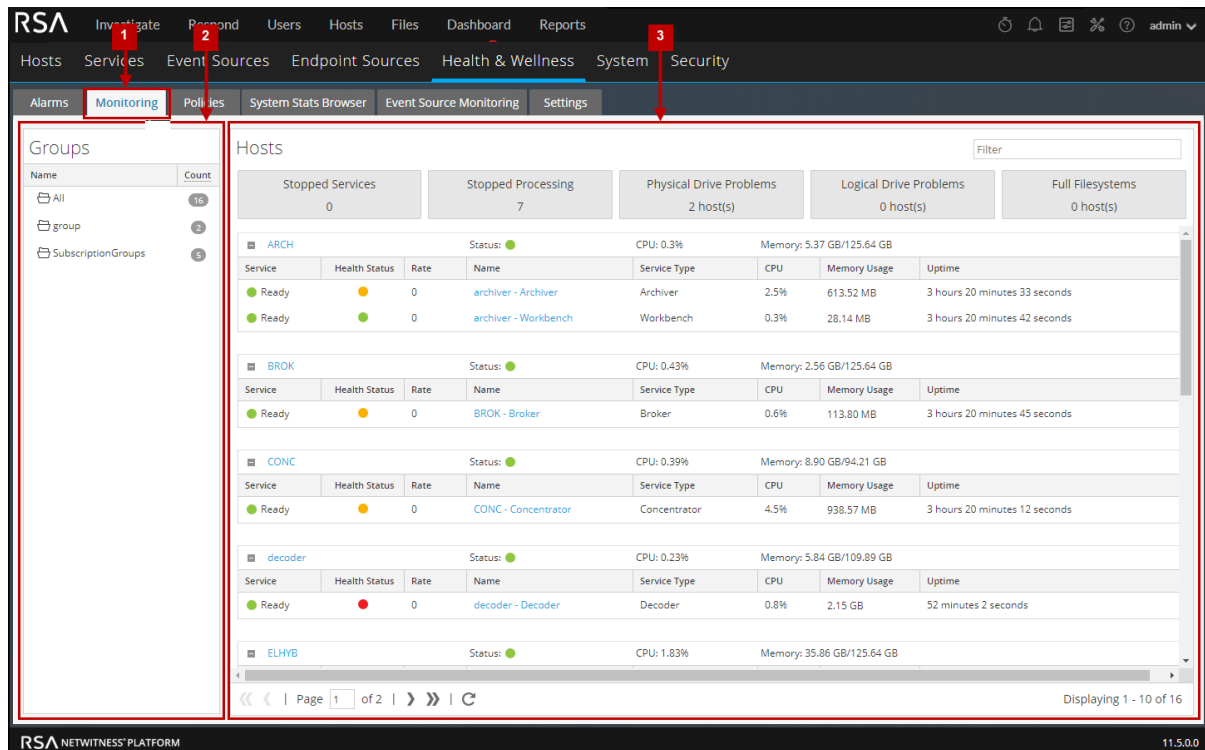 RSA Investigate Respond Users Hosts Files Dashboard Reports admin
1 2 3
Hosts Services Event Sources Endpoint Sources Health & Wellness System Security
Alarms Monitoring Policies System Stats Browser Event Source Monitoring Settings
Groups
Name Count
All 16
group 2
SubscriptionGroups 5
Hosts Filter
Stopped Services Stopped Processing Physical Drive Problems Logical Drive Problems Full Filesystems
0 7 2 host(s) 0 host(s) 0 host(s)
ARCH Status: CPU: 0.3% Memory: 5.37 GB/125.64 GB
Service Health Status Rate Name Service Type CPU Memory Usage Uptime
Ready 0 archiver - Archiver Archiver 2.5% 613.52 MB 3 hours 20 minutes 33 seconds
Ready 0 archiver - Workbench Workbench 0.3% 28.14 MB 3 hours 20 minutes 42 seconds
BROK Status: CPU: 0.43% Memory: 2.56 GB/125.64 GB
Service Health Status Rate Name Service Type CPU Memory Usage Uptime
Ready 0 BROK - Broker Broker 0.6% 113.80 MB 3 hours 20 minutes 45 seconds
CONC Status: CPU: 0.39% Memory: 8.90 GB/94.21 GB
Service Health Status Rate Name Service Type CPU Memory Usage Uptime
Ready 0 CONC - Concentrator Concentrator 4.5% 938.57 MB 3 hours 20 minutes 12 seconds
decoder Status: CPU: 0.23% Memory: 5.84 GB/109.89 GB
Service Health Status Rate Name Service Type CPU Memory Usage Uptime
Ready 0 decoder - Decoder Decoder 0.8% 2.15 GB 52 minutes 2 seconds
ELHYB Status: CPU: 1.83% Memory: 35.86 GB/125.64 GB
Page 1 of 2 Displaying 1 - 10 of 16
RSA NETWITNESS® PLATFORM 11.5.0.0